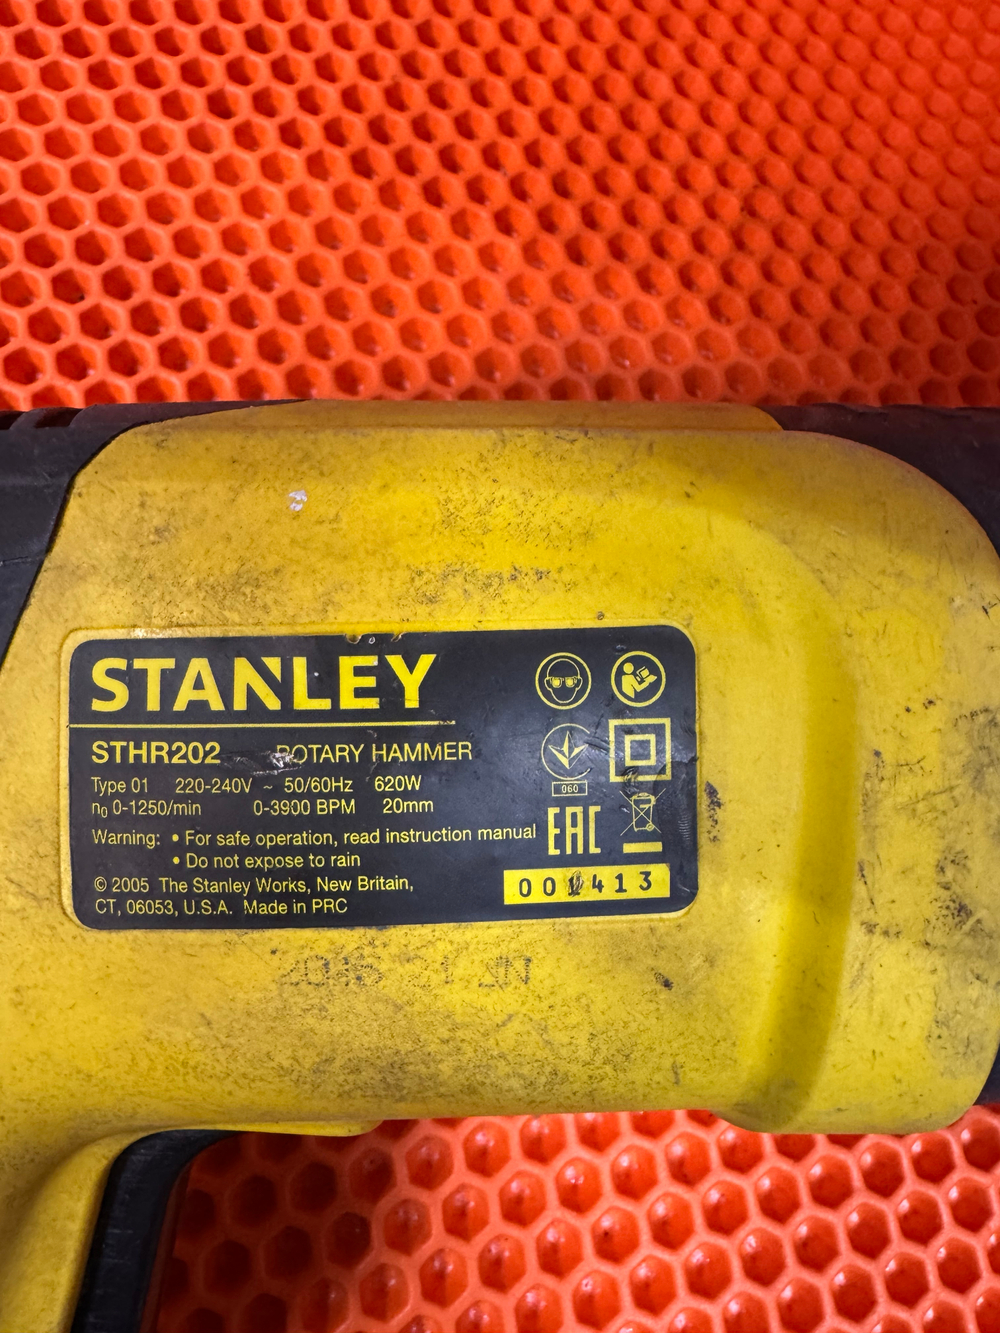 STANLEY
STHR202 ROTARY HAMMER
Type 01 220-240V ~ 50/60Hz 620W
n₀ 0-1250/min 0-3900 BPM 20mm
Warning: • For safe operation, read instruction manual
• Do not expose to rain
© 2005 The Stanley Works, New Britain,
CT, 06053, U.S.A. Made in PRC
060
EAC